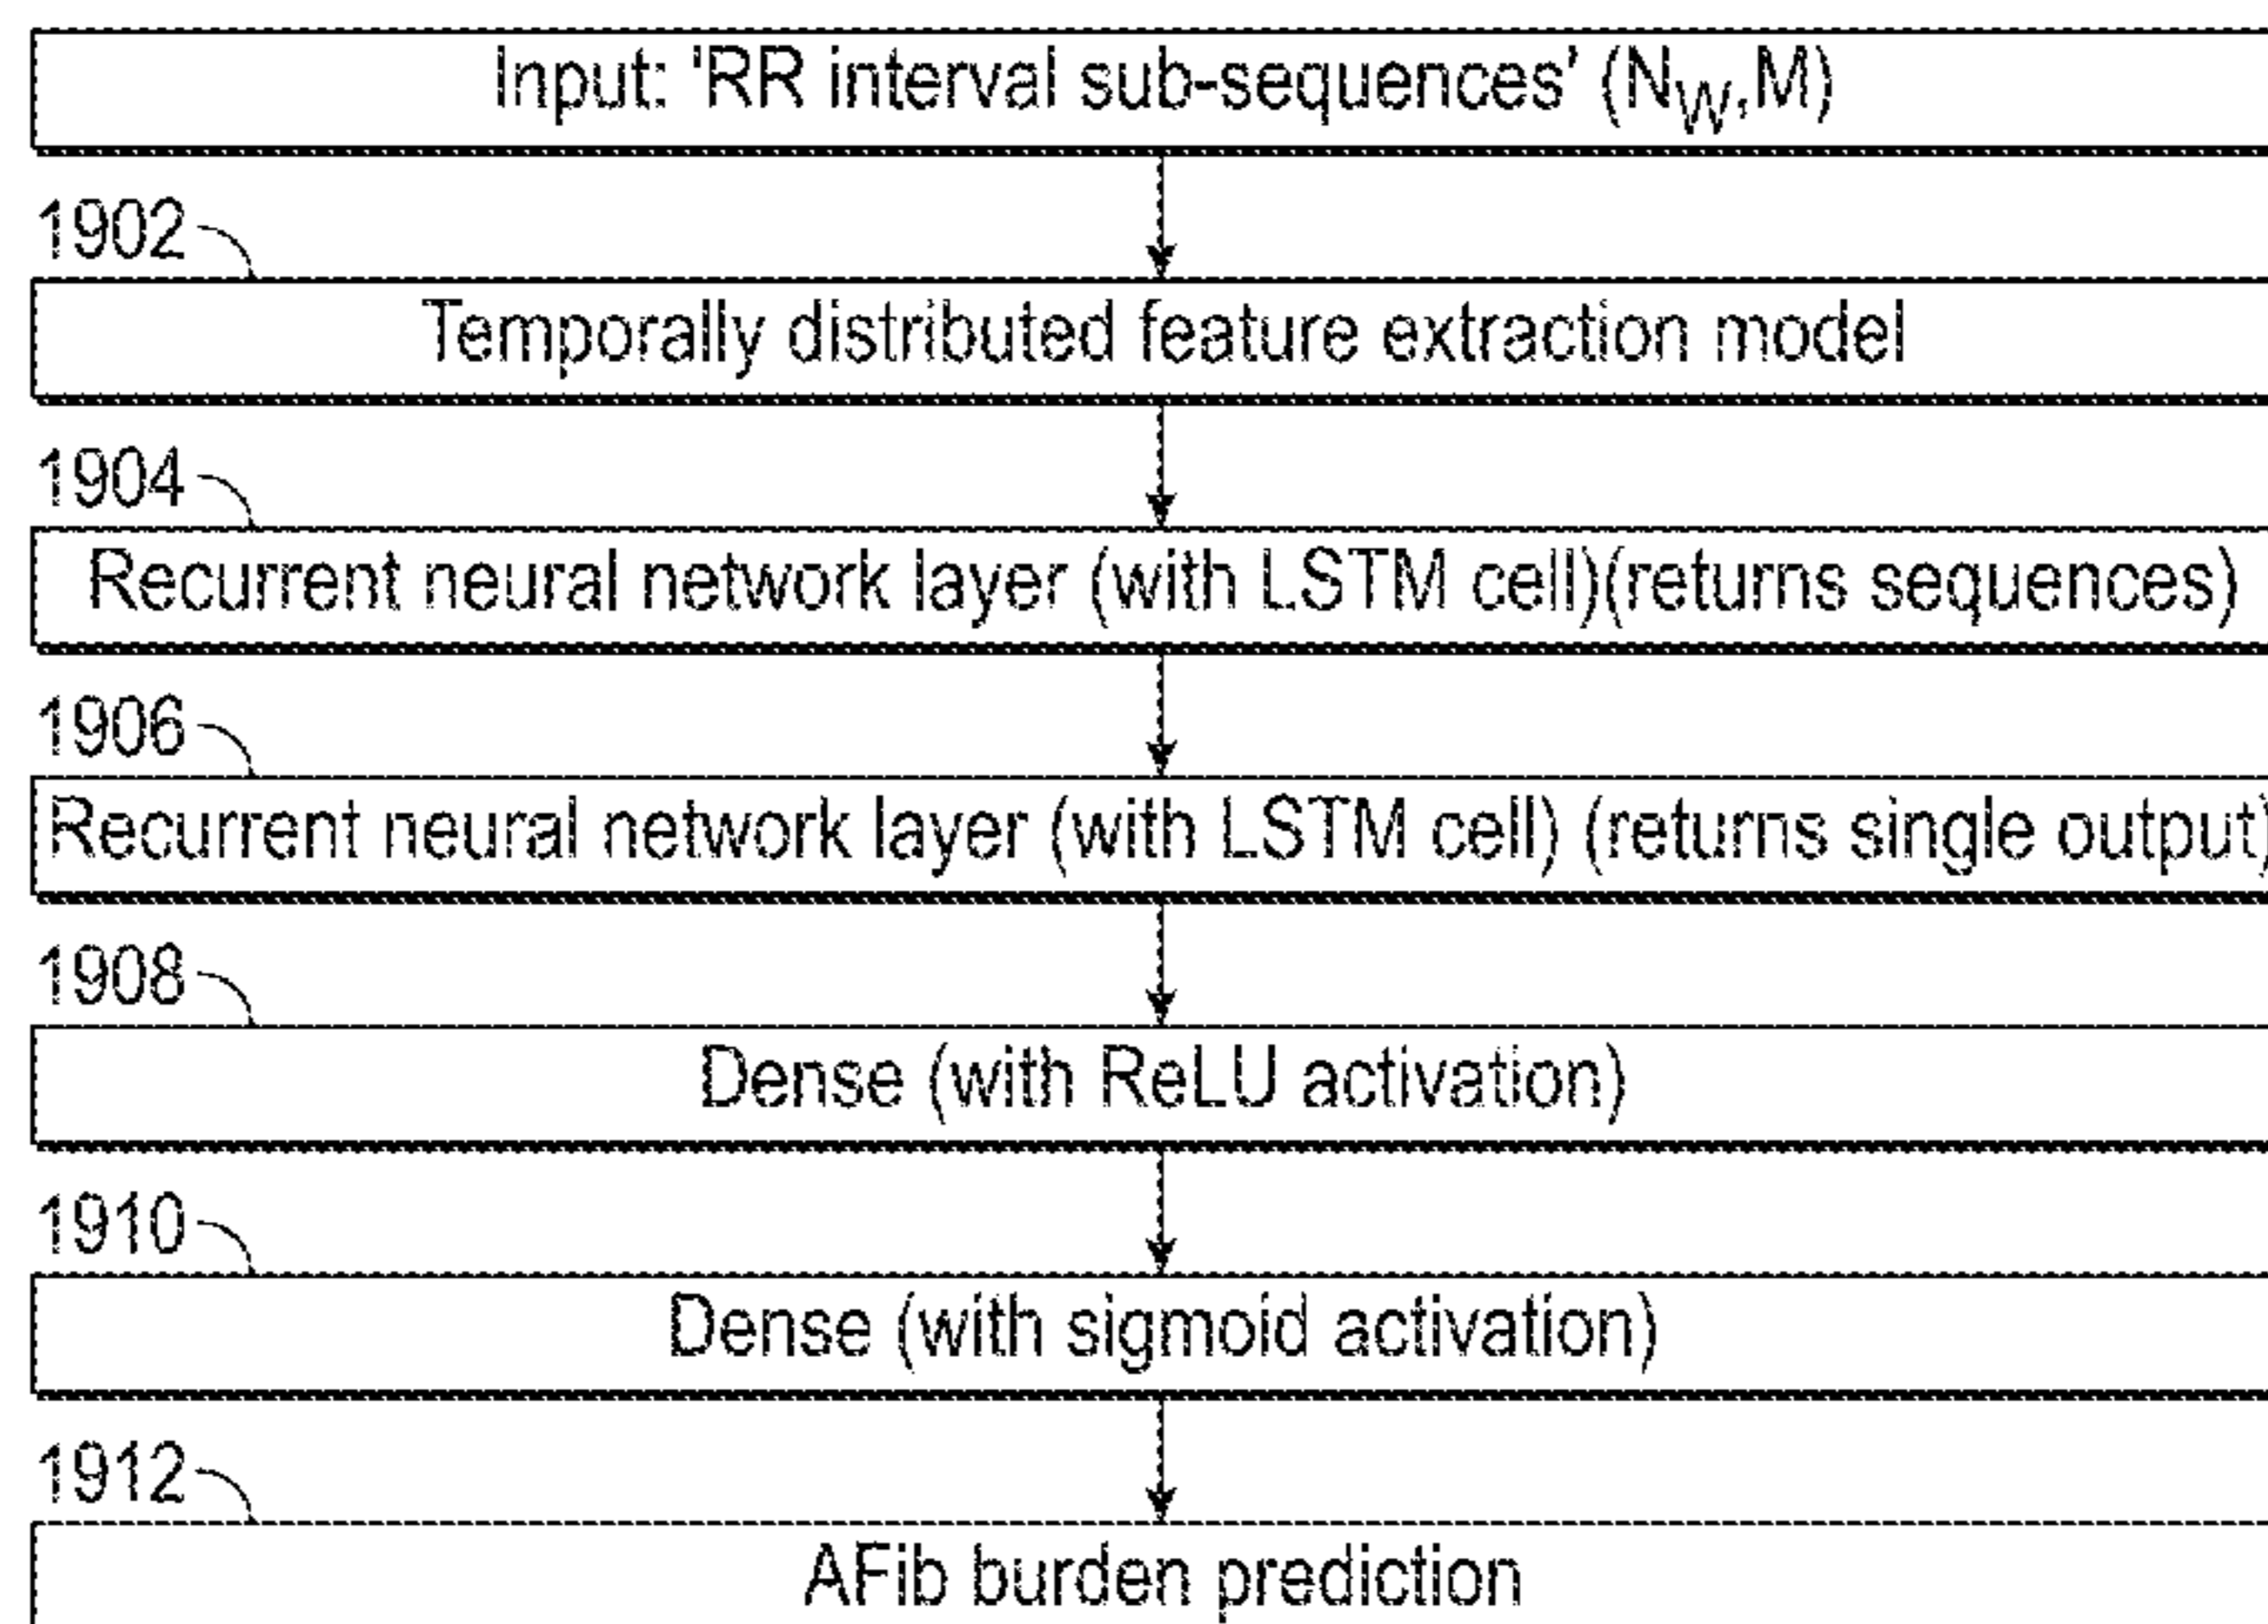 Input: 'RR interval sub-sequences' (N_W,M)
1902
Temporally distributed feature extraction model
1904
Recurrent neural network layer (with LSTM cell)(returns sequences)
1906
Recurrent neural network layer (with LSTM cell) (returns single output)
1908
Dense (with ReLU activation)
1910
Dense (with sigmoid activation)
1912
AFib burden prediction